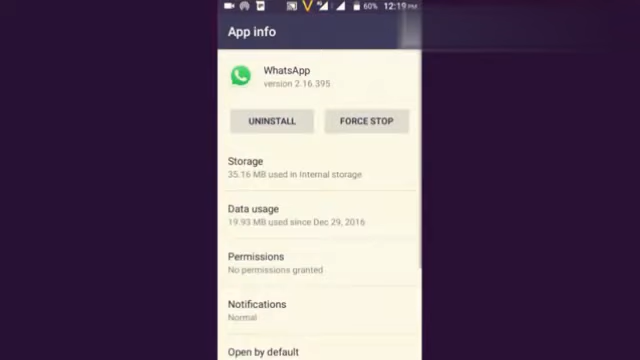 60% 12:19 PM
App info
WhatsApp
version 2.16.395
UNINSTALL FORCE STOP
Storage
35.16 MB used in Internal storage
Data usage
19.93 MB used since Dec 29, 2016
Permissions
No permissions granted
Notifications
Normal
Open by default